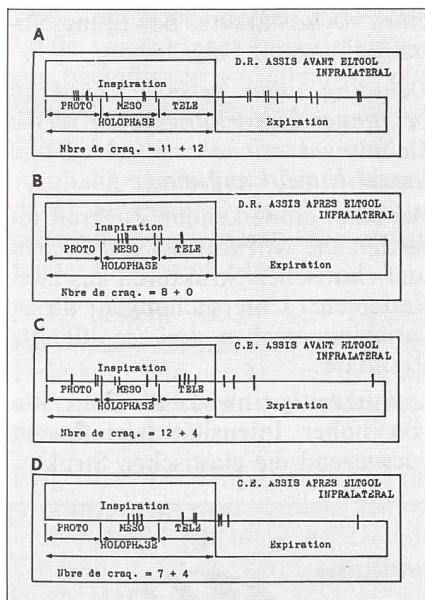 A
D.R. ASSIS AVANT ELTGOL
INFRALATERAL
Inspiration
PROTO MESO TELE
HOLOPHASE
Expiration
Nbre de craq. = 11 + 12
B
D.R. ASSIS APRES ELTGOL
INFRALATERAL
Inspiration
PROTO MESO TELE
HOLOPHASE
Expiration
Nbre de craq. = 8 + 0
C
C.E. ASSIS AVANT ELTGOL
INFRALATERAL
Inspiration
PROTO MESO TELE
HOLOPHASE
Expiration
Nbre de craq. = 12 + 4
D
C.E. ASSIS APRES ELTGOL
INFRALATERAL
Inspiration
PROTO MESO TELE
HOLOPHASE
Expiration
Nbre de craq. = 7 + 4